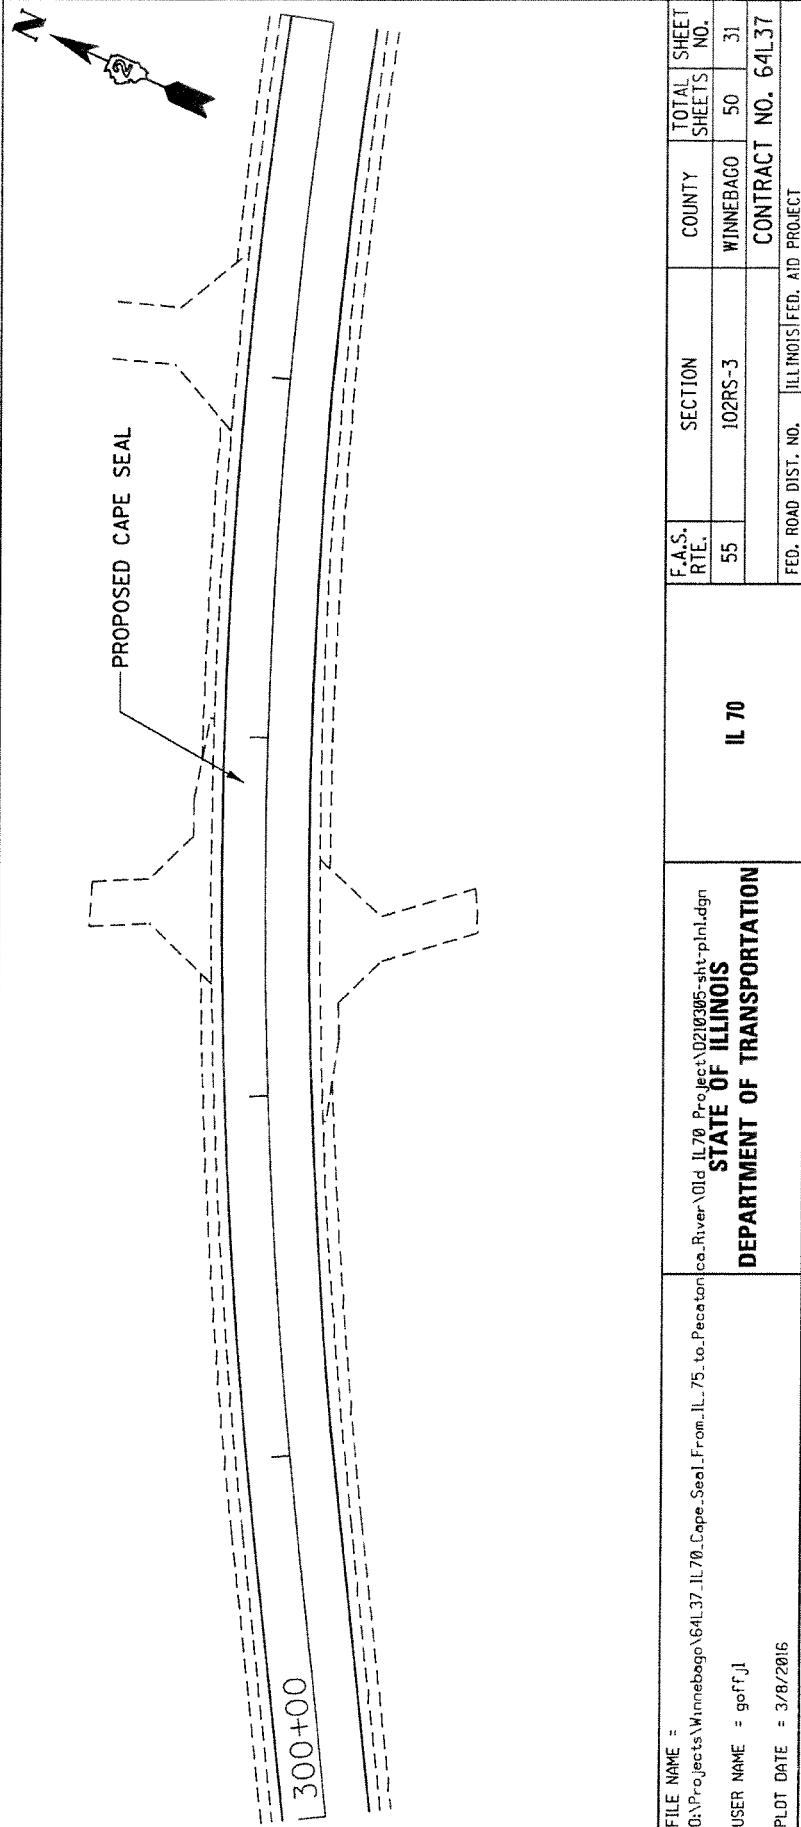 N
2
PROPOSED CAPE SEAL
300+00
FILE NAME =
O:\Projects\Winnebago\64L37_IL70_Cape_Seal_From_IL_75_to_Pecatonica_River\Old IL70 Project\D210305-sht-pln1.dgn
USER NAME = goffjl
PLOT DATE = 3/8/2016
STATE OF ILLINOIS
DEPARTMENT OF TRANSPORTATION
IL 70
F.A.S. RTE. SECTION COUNTY TOTAL SHEETS SHEET NO.
55 102RS-3 WINNEBAGO 50 31
CONTRACT NO. 64L37
FED. ROAD DIST. NO. ILLINOIS FED. AID PROJECT